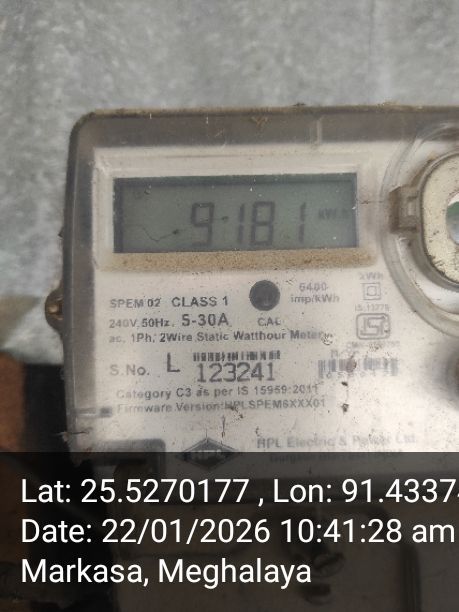 9181 kWh
SPEM 02 CLASS 1
6400
imp/kWh
240V, 50Hz, 5-30A CAL
ac, 1Ph, 2Wire Static Watthour Meter
S.No. L 123241
Category C3 as per IS 15959:2011
Firmware Version:HPLSPEM6XXX01
HPL Electric & Power Ltd.
Lat: 25.5270177 , Lon: 91.4337
Date: 22/01/2026 10:41:28 am
Markasa, Meghalaya